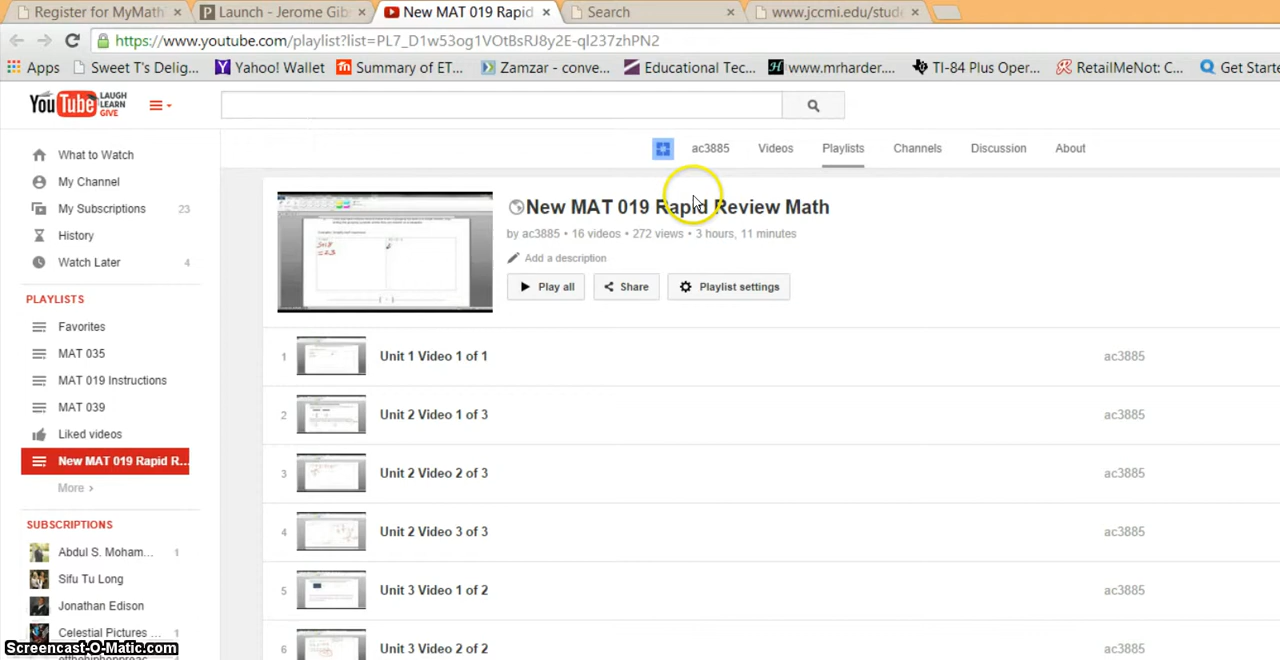 Register for MyMath
Launch - Jerome Gib
New MAT 019 Rapid
Search
www.jccmi.edu/stud
https://www.youtube.com/playlist?list=PL7_D1w53og1VOtBsRJ8y2E-ql237zhPN2
Apps
Sweet T's Delig...
Yahoo! Wallet
Summary of ET...
Zamzar - conve...
Educational Tec...
www.mrharder....
TI-84 Plus Oper...
RetailMeNot: C...
Get Starte
YouTube LAUGH LEARN GIVE
ac3885
Videos
Playlists
Channels
Discussion
About
What to Watch
My Channel
My Subscriptions 23
History
Watch Later 4
PLAYLISTS
Favorites
MAT 035
MAT 019 Instructions
MAT 039
Liked videos
New MAT 019 Rapid R...
More >
SUBSCRIPTIONS
Abdul S. Moham... 1
Sifu Tu Long
Jonathan Edison
Celestial Pictures ... 1
New MAT 019 Rapid Review Math
by ac3885 • 16 videos • 272 views • 3 hours, 11 minutes
Add a description
Play all
Share
Playlist settings
1 Unit 1 Video 1 of 1 ac3885
2 Unit 2 Video 1 of 3 ac3885
3 Unit 2 Video 2 of 3 ac3885
4 Unit 2 Video 3 of 3 ac3885
5 Unit 3 Video 1 of 2 ac3885
6 Unit 3 Video 2 of 2 ac3885
Screencast-O-Matic.com